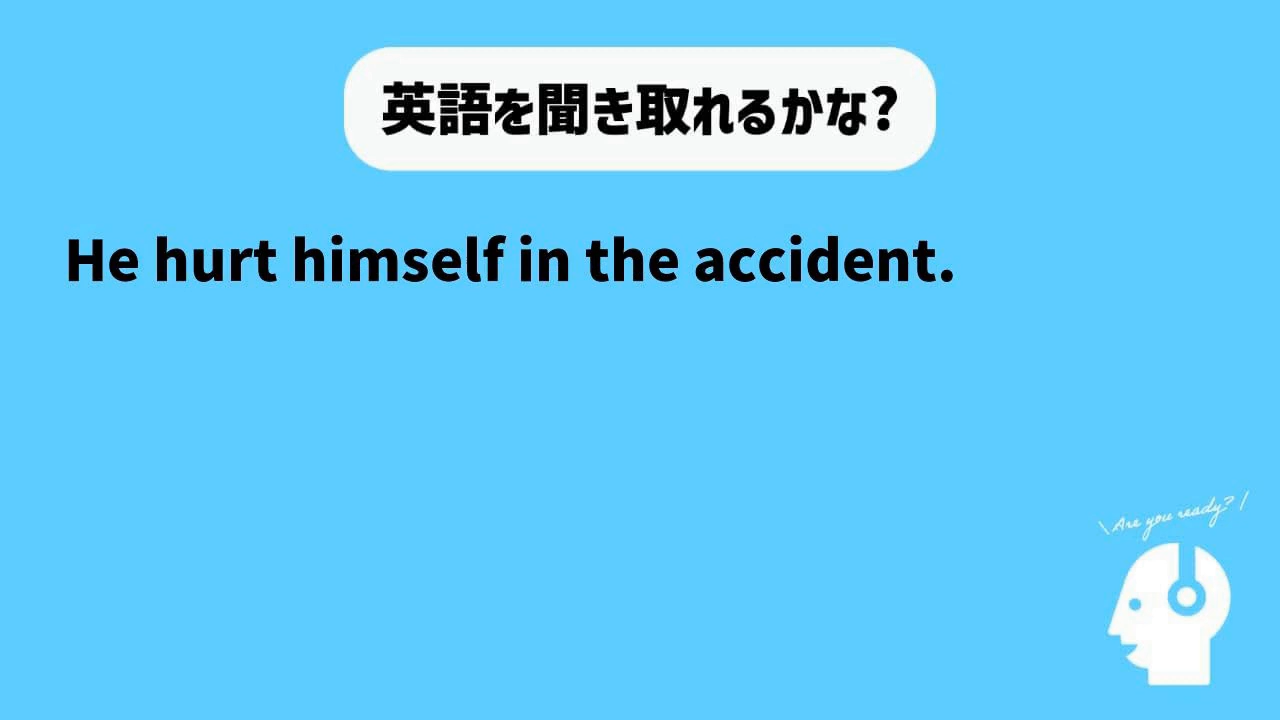 英語を聞き取れるかな?
He hurt himself in the accident.
\ Are you ready? /